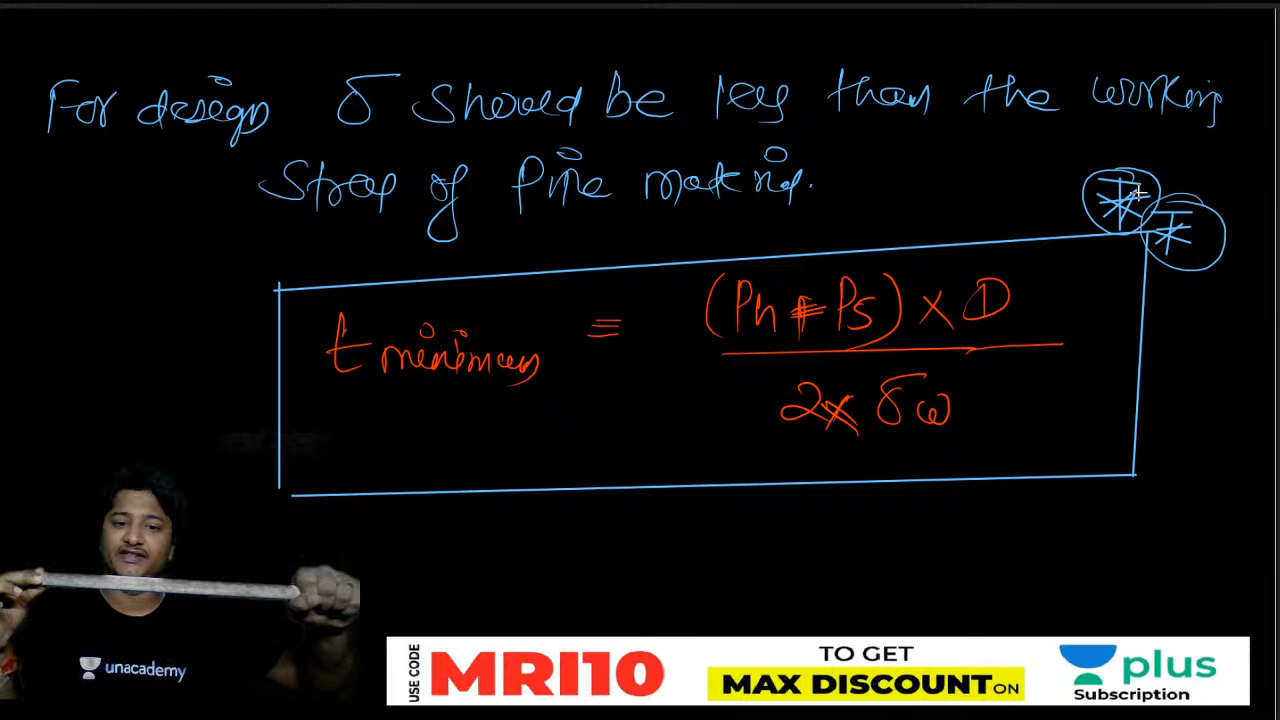 For design σ should be less than the working
stress of pipe material.
t minimum = (Ph + Ps) × D
2 × σω
unacademy
USE CODE
MRI10
TO GET
MAX DISCOUNT ON
plus
Subscription